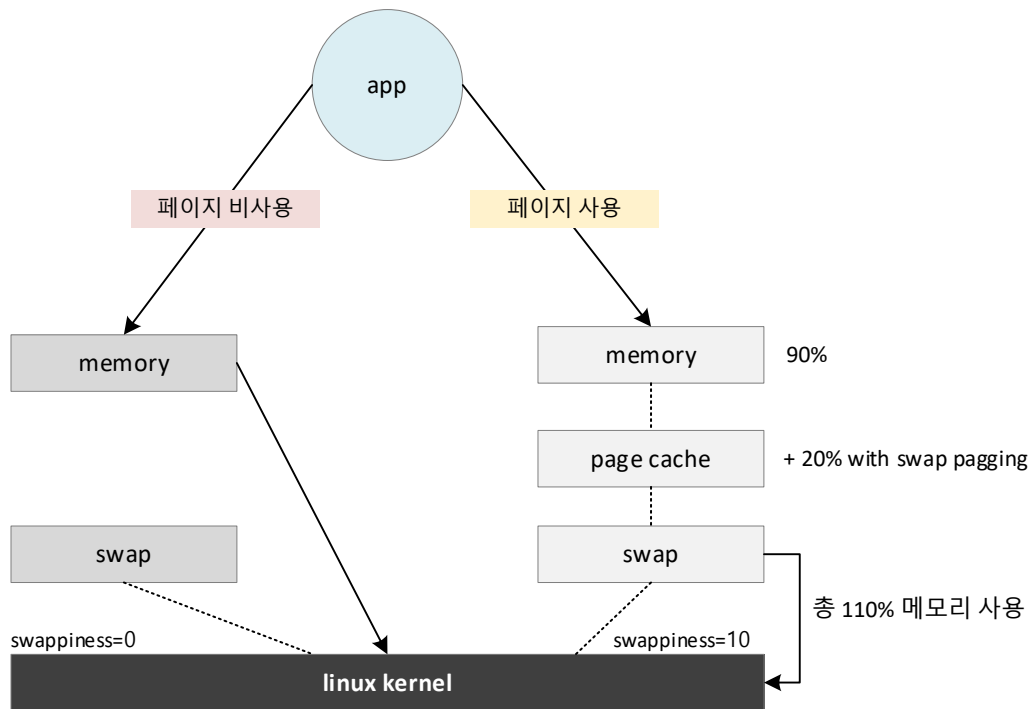 app
페이지 비사용
페이지 사용
memory
memory
90%
page cache
+ 20% with swap pagging
swap
swap
총 110% 메모리 사용
swappiness=0
swappiness=10
linux kernel